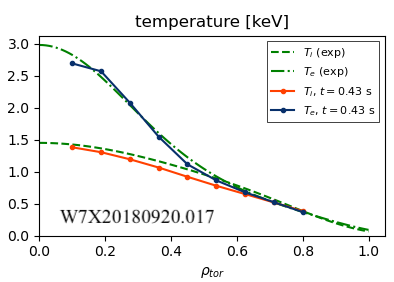 temperature [keV]
3.0
2.5
2.0
1.5
1.0
0.5
0.0
T_i (exp)
T_e (exp)
T_i, t = 0.43 s
T_e, t = 0.43 s
W7X20180920.017
0.0 0.2 0.4 0.6 0.8 1.0
ρ_tor